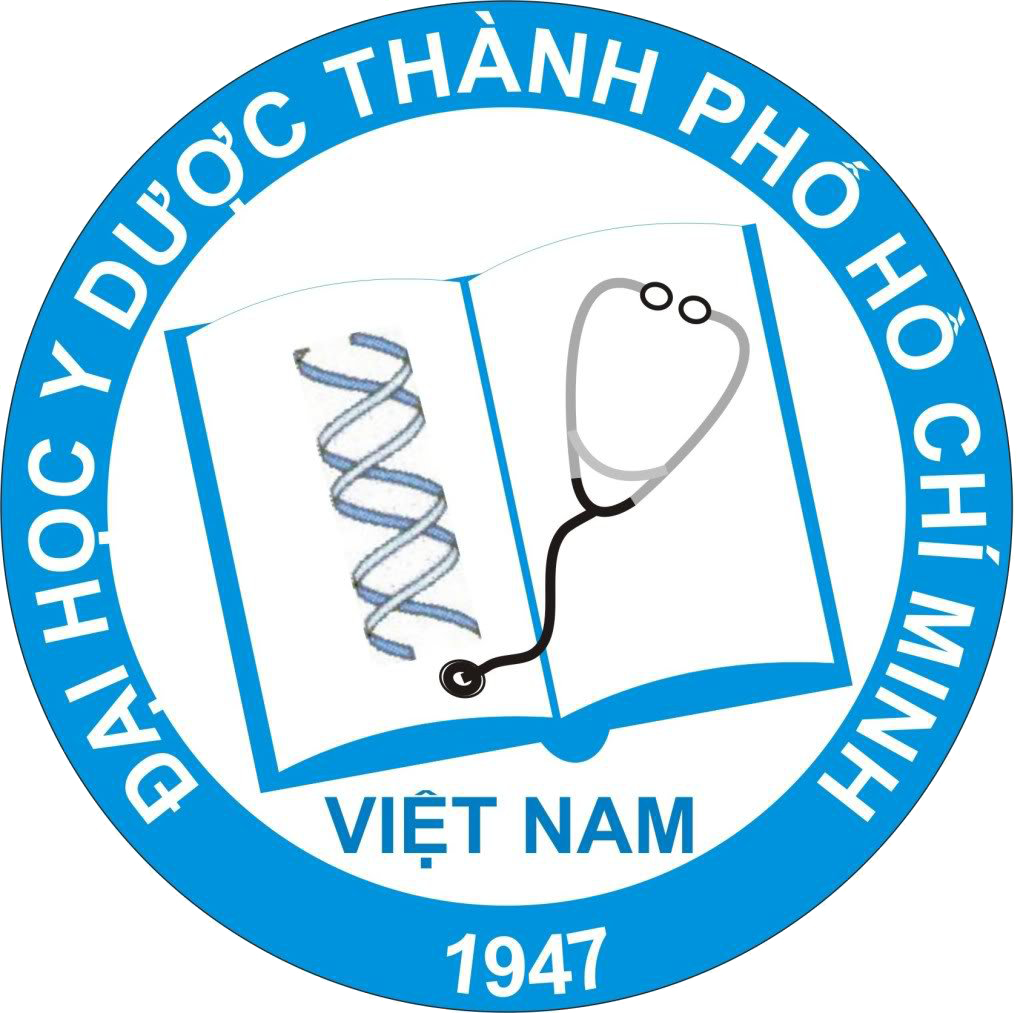 ĐẠI HỌC Y DƯỢC THÀNH PHỐ HỒ CHÍ MINH
VIỆT NAM
1947